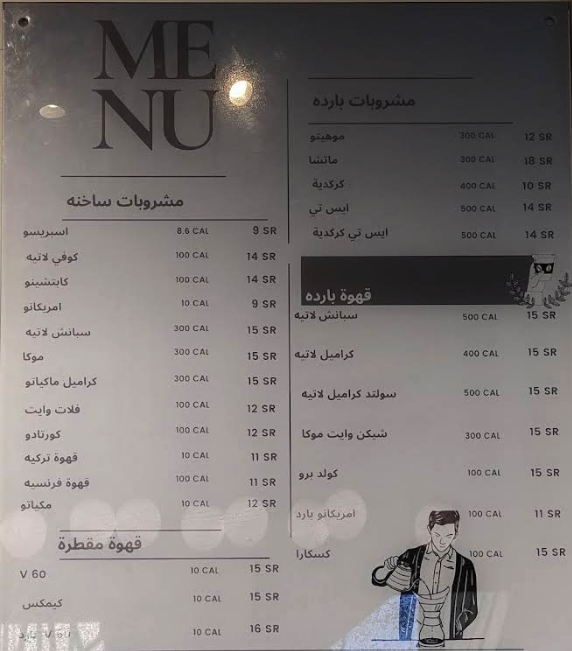 ME
NU
مشروبات ساخنه
اسبريسو 8.6 CAL 9 SR
كوفي لاتيه 100 CAL 14 SR
كابتشينو 100 CAL 14 SR
امريكانو 10 CAL 9 SR
سبانش لاتيه 300 CAL 15 SR
موكا 300 CAL 15 SR
كراميل ماكياتو 300 CAL 15 SR
فلات وايت 100 CAL 12 SR
كورتادو 100 CAL 12 SR
قهوة تركيه 10 CAL 11 SR
قهوة فرنسيه 100 CAL 11 SR
مكياتو 10 CAL 12 SR
قهوة مقطرة
V 60 10 CAL 15 SR
كيمكس 10 CAL 15 SR
V 60 بارد 10 CAL 16 SR
مشروبات بارده
موهيتو 300 CAL 12 SR
ماتشا 300 CAL 18 SR
كركدية 400 CAL 10 SR
ايس تي 500 CAL 14 SR
ايس تي كركدية 500 CAL 14 SR
قهوة بارده
سبانش لاتيه 500 CAL 15 SR
كراميل لاتيه 400 CAL 15 SR
سولتد كراميل لاتيه 500 CAL 15 SR
شيكن وايت موكا 300 CAL 15 SR
كولد برو 100 CAL 15 SR
امريكانو بارد 100 CAL 11 SR
كسكارا 100 CAL 15 SR